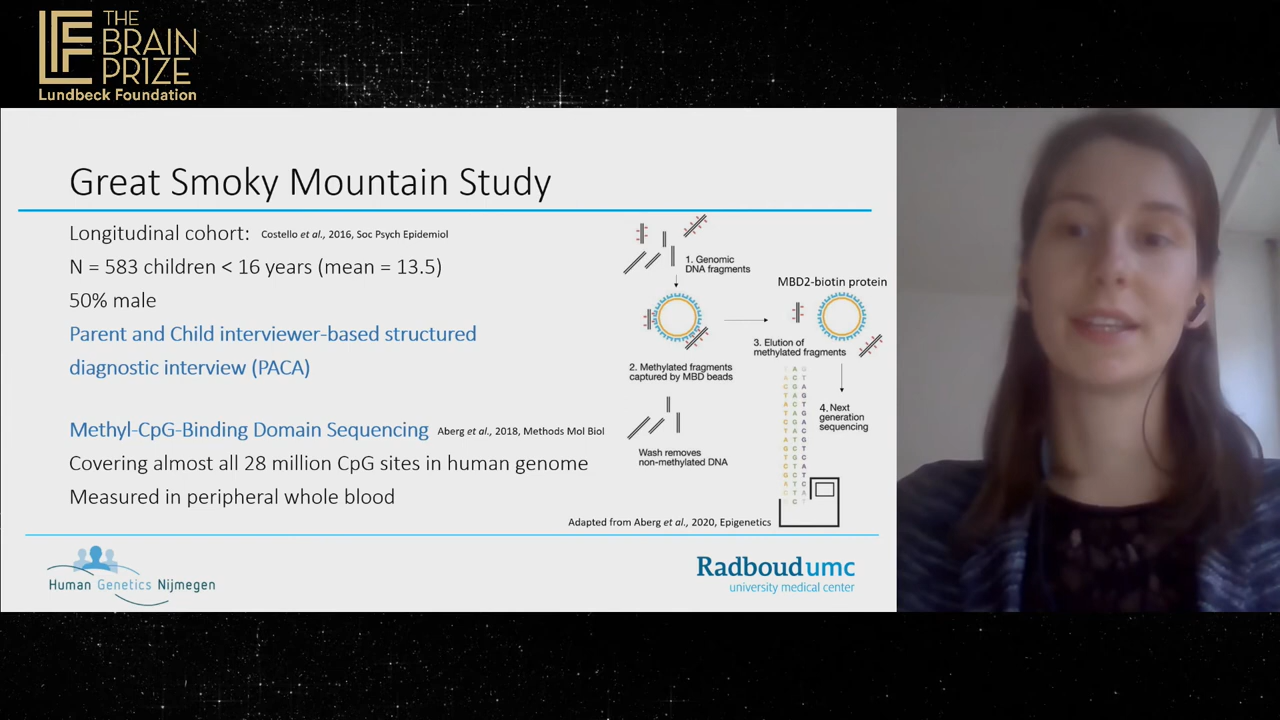 THE
BRAIN
PRIZE
Lundbeck Foundation
Great Smoky Mountain Study
Longitudinal cohort: Costello et al., 2016, Soc Psych Epidemiol
N = 583 children < 16 years (mean = 13.5)
50% male
Parent and Child interviewer-based structured
diagnostic interview (PACA)
Methyl-CpG-Binding Domain Sequencing Aberg et al., 2018, Methods Mol Biol
Covering almost all 28 million CpG sites in human genome
Measured in peripheral whole blood
1. Genomic
DNA fragments
MBD2-biotin protein
2. Methylated fragments
captured by MBD beads
3. Elution of
methylated fragments
4. Next
generation
sequencing
Wash removes
non-methylated DNA
Adapted from Aberg et al., 2020, Epigenetics
Human Genetics Nijmegen
Radboudumc
university medical center